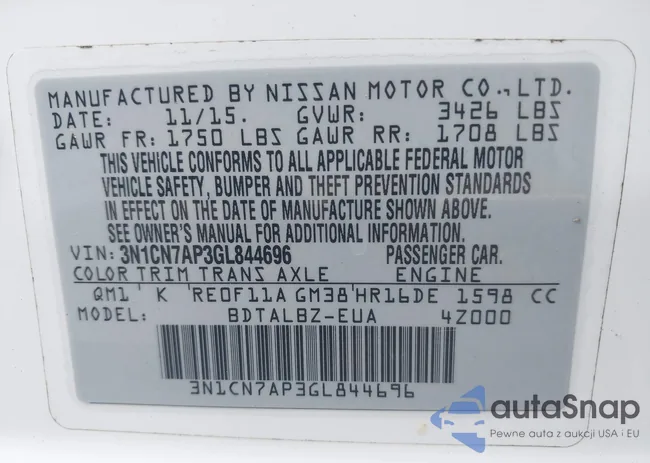 MANUFACTURED BY NISSAN MOTOR CO., LTD.
DATE: 11/15. GVWR: 3426 LBS
GAWR FR: 1750 LBS GAWR RR: 1708 LBS
THIS VEHICLE CONFORMS TO ALL APPLICABLE FEDERAL MOTOR
VEHICLE SAFETY, BUMPER AND THEFT PREVENTION STANDARDS
IN EFFECT ON THE DATE OF MANUFACTURE SHOWN ABOVE.
SEE OWNER'S MANUAL FOR ADDITIONAL INFORMATION.
VIN: 3N1CN7AP3GL844696 PASSENGER CAR.
COLOR TRIM TRANS AXLE ENGINE
QM1 K RE0F11A GM38 HR16DE 1598 CC
MODEL: BDTALBZ-EUA 4Z000
3N1CN7AP3GL844696
autaSnap
Pewne auta z aukcji USA i EU